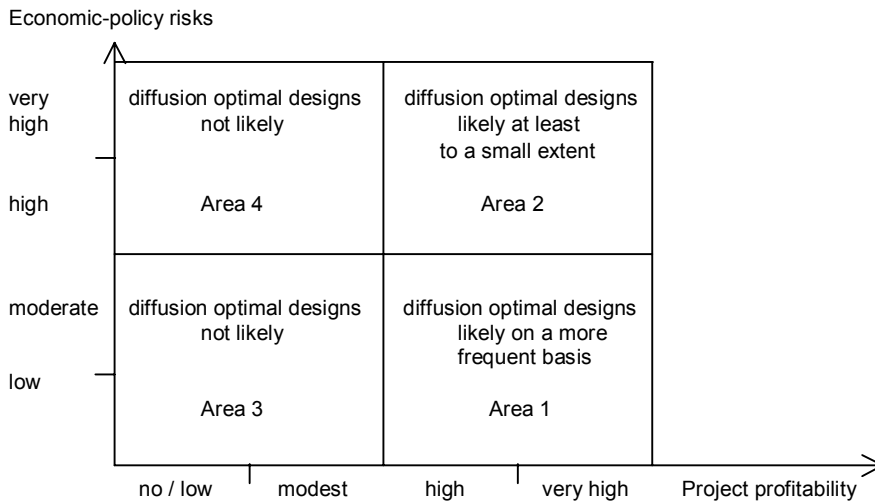 Economic-policy risks
very
high
high
moderate
low
diffusion optimal designs
not likely
Area 4
diffusion optimal designs
likely at least
to a small extent
Area 2
diffusion optimal designs
not likely
Area 3
diffusion optimal designs
likely on a more
frequent basis
Area 1
no / low
modest
high
very high
Project profitability